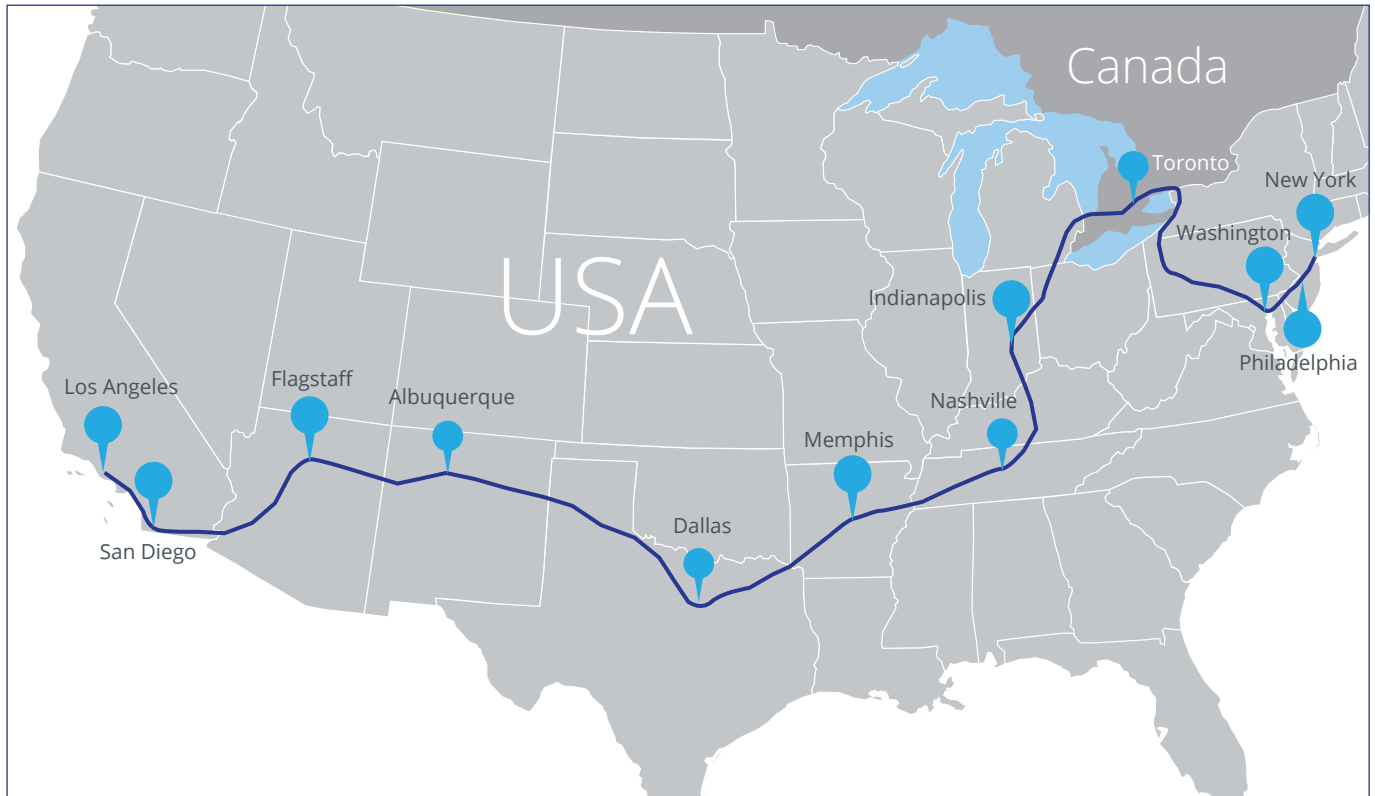 Canada
Toronto
New York
Washington
USA
Indianapolis
Philadelphia
Los Angeles
Flagstaff
Albuquerque
Nashville
Memphis
Dallas
San Diego